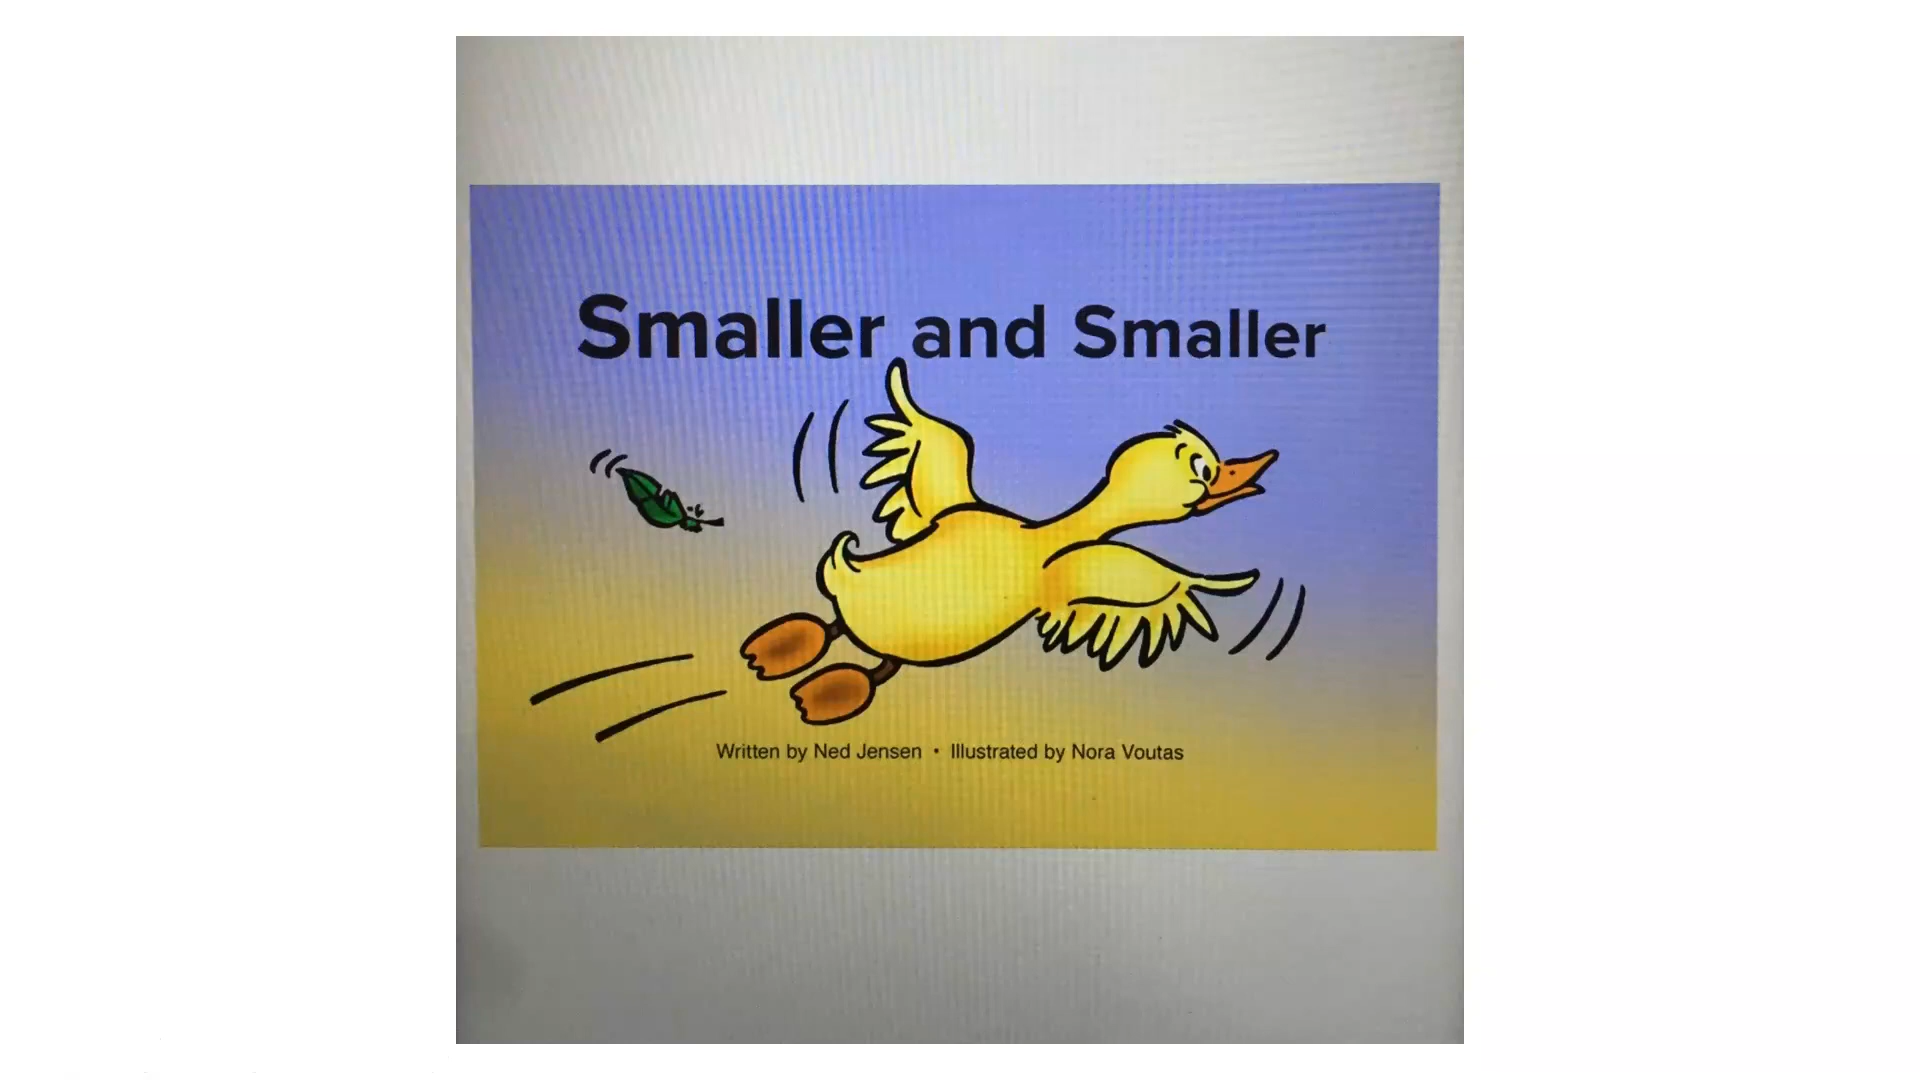 Smaller and Smaller
Written by Ned Jensen • Illustrated by Nora Voutas